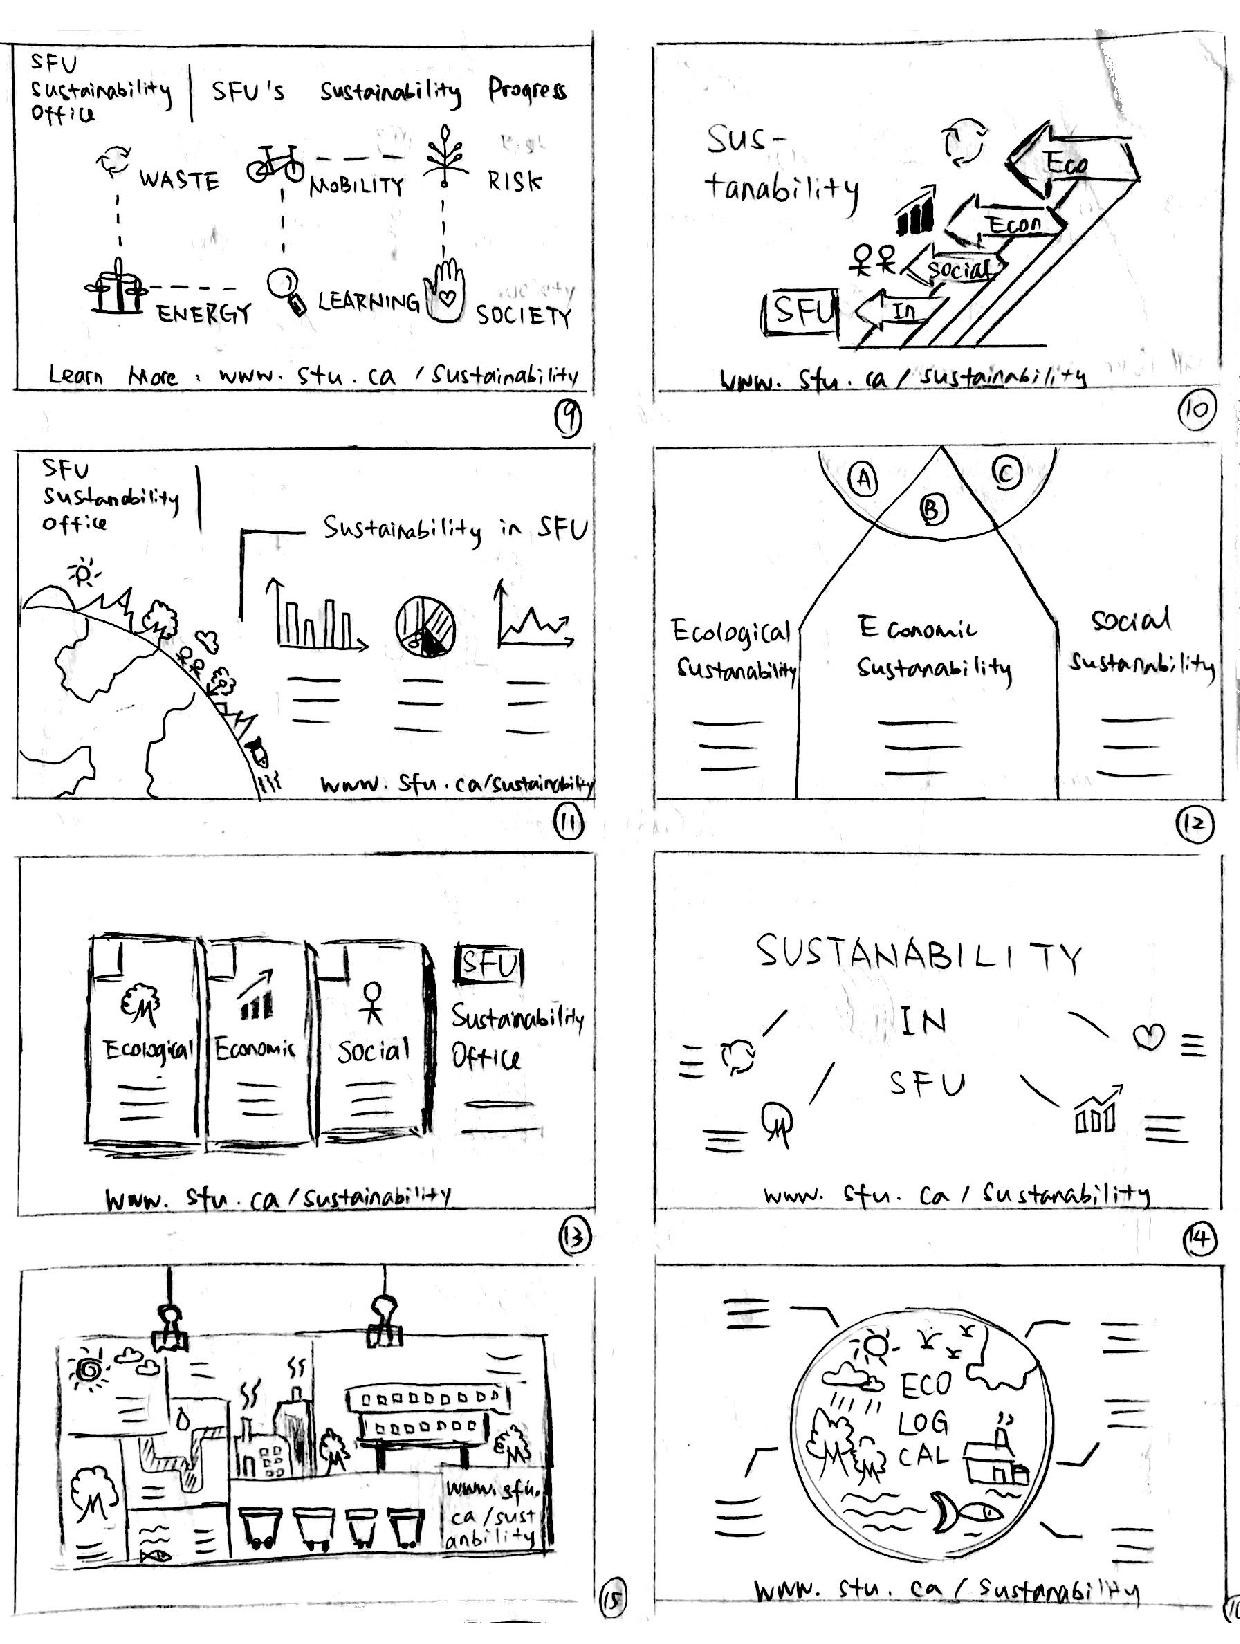 SFU
Sustainability
Office
SFU's Sustainability Progress
WASTE
MOBILITY
RISK
ENERGY
LEARNING
SOCIETY
Learn More : www. sfu. ca / Sustainability
9
Sus-
tanability
Eco
Econ
Social
In
SFU
www. sfu. ca / sustainability
10
SFU
Sustanability
Office
Sustainability in SFU
www. sfu. ca/sustainability
11
A
B
C
Ecological
Sustanability
Economic
Sustanability
Social
Sustanability
12
Ecological
Economic
Social
SFU
Sustainability
Office
www. sfu. ca / sustainability
13
SUSTANABILITY
IN
SFU
www. sfu. ca / Sustanability
14
www. sfu.
ca / sust
anbility
15
ECO
LOG
CAL
www. sfu. ca / Sustanability